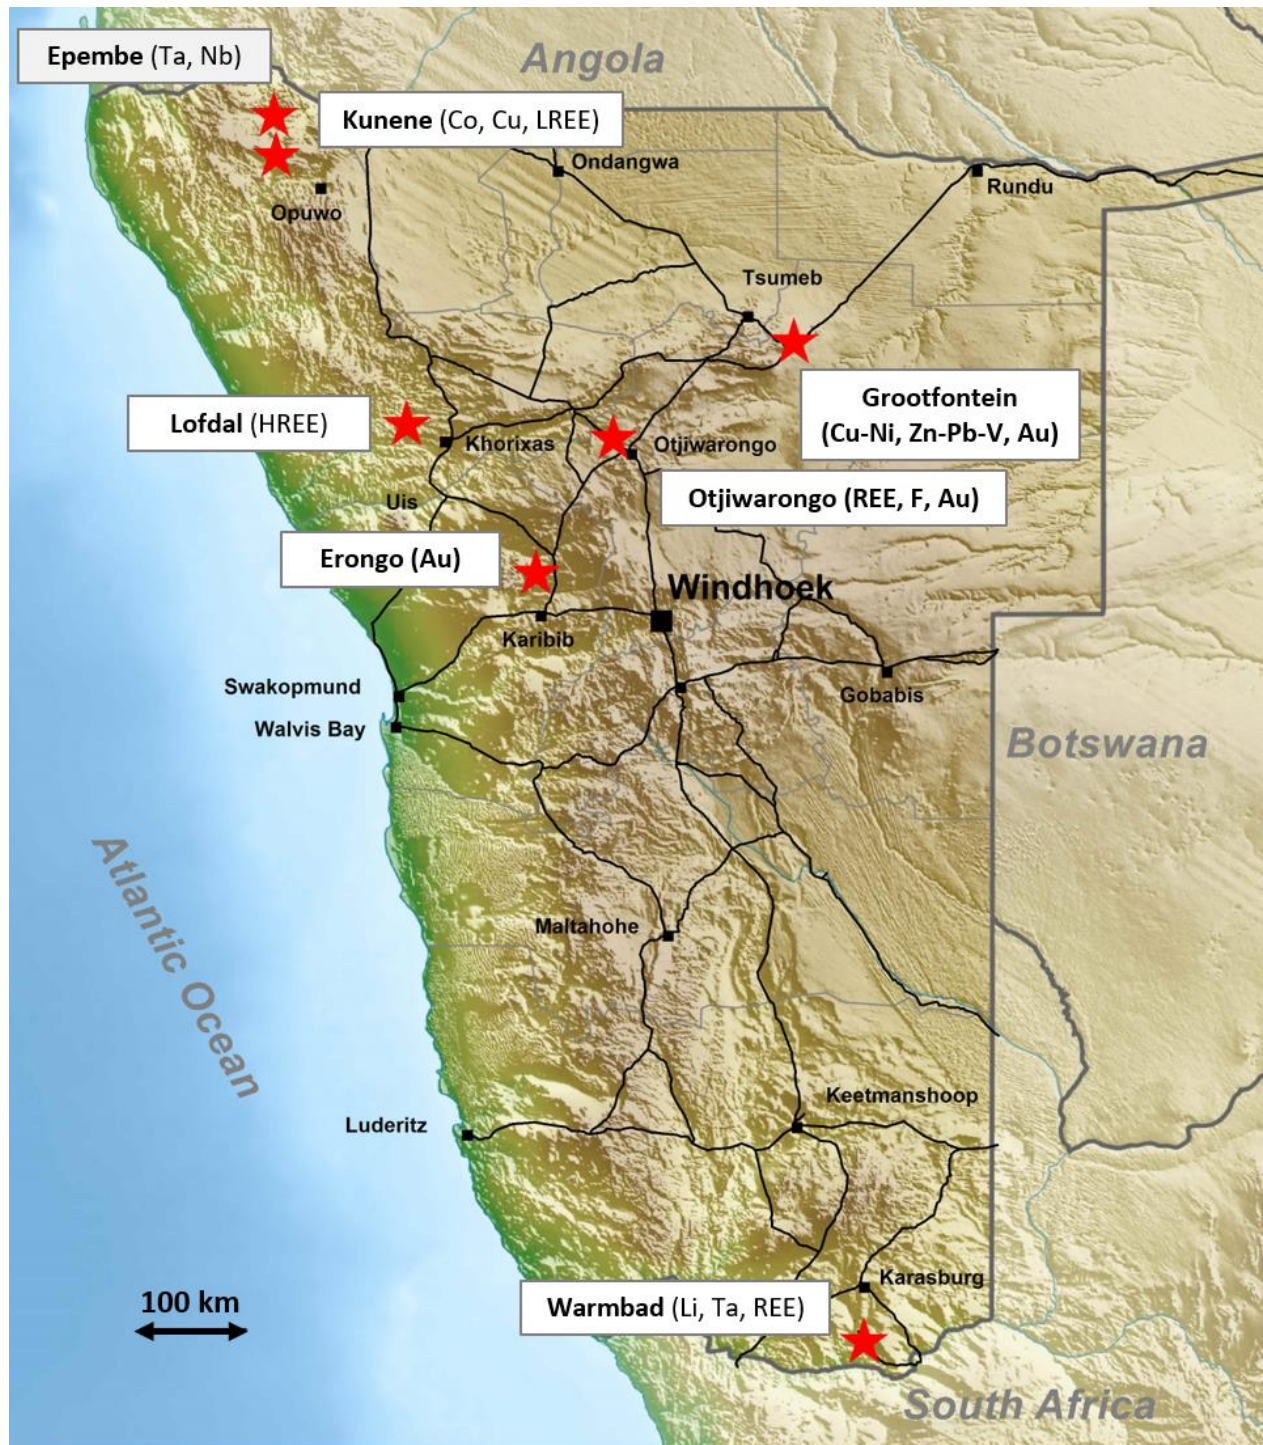 Epembe (Ta, Nb)
Angola
Kunene (Co, Cu, LREE)
Ondangwa
Rundu
Opuwo
Tsumeb
Grootfontein
(Cu-Ni, Zn-Pb-V, Au)
Lofdal (HREE)
Khorixas
Otjiwarongo
Otjiwarongo (REE, F, Au)
Uis
Erongo (Au)
Windhoek
Karibib
Swakopmund
Gobabis
Walvis Bay
Botswana
Atlantic Ocean
Maltahohe
Keetmanshoop
Luderitz
Karasburg
100 km
Warmbad (Li, Ta, REE)
South Africa